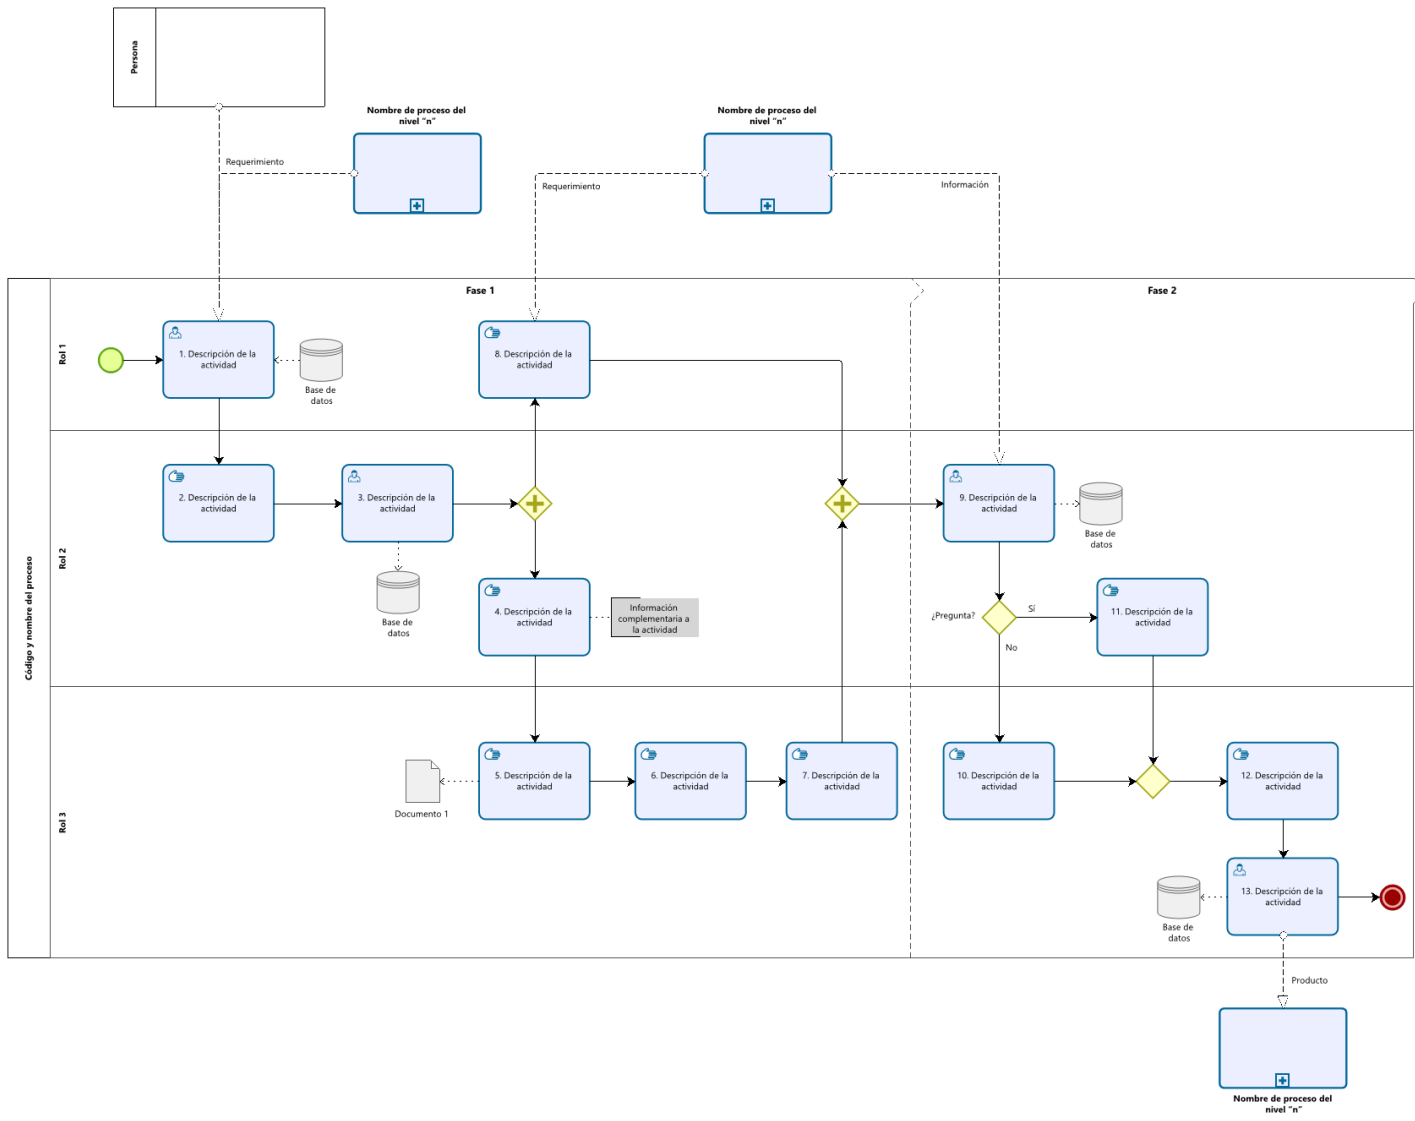 Persona
Nombre de proceso del
nivel "n"
Nombre de proceso del
nivel "n"
Requerimiento
Requerimiento
Información
Código y nombre del proceso
Fase 1
Fase 2
Rol 1
1. Descripción de la
actividad
Base de
datos
8. Descripción de la
actividad
Rol 2
2. Descripción de la
actividad
3. Descripción de la
actividad
Base de
datos
4. Descripción de la
actividad
Información
complementaria a
la actividad
9. Descripción de la
actividad
Base de
datos
¿Pregunta?
Sí
No
11. Descripción de la
actividad
Rol 3
Documento 1
5. Descripción de la
actividad
6. Descripción de la
actividad
7. Descripción de la
actividad
10. Descripción de la
actividad
12. Descripción de la
actividad
13. Descripción de la
actividad
Base de
datos
Producto
Nombre de proceso del
nivel "n"